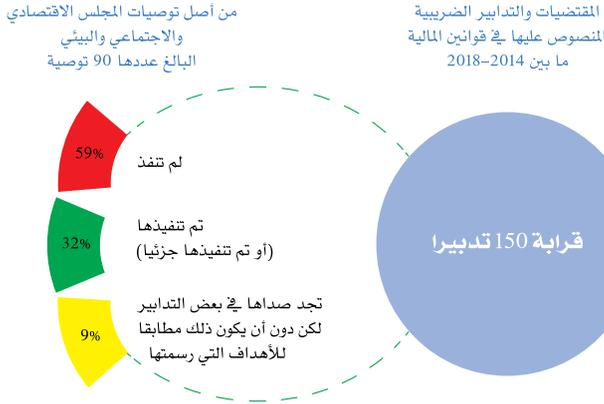 المقتضيات والتدابير الضريبية
المنصوص عليها في قوانين المالية
ما بين 2014–2018
قرابة 150 تدبيرا
من أصل توصيات المجلس الاقتصادي
والاجتماعي والبيئي
البالغ عددها 90 توصية
لم تنفذ
59%
تم تنفيذها
(أو تم تنفيذها جزئيا)
32%
تجد صداها في بعض التدابير
لكن دون أن يكون ذلك مطابقا
للأهداف التي رسمتها
9%